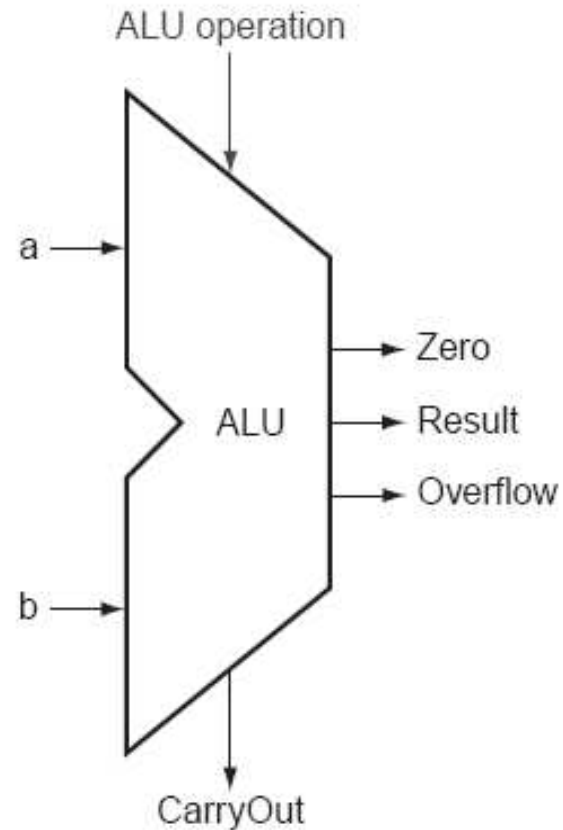 ALU operation
a
Zero
ALU
Result
Overflow
b
CarryOut